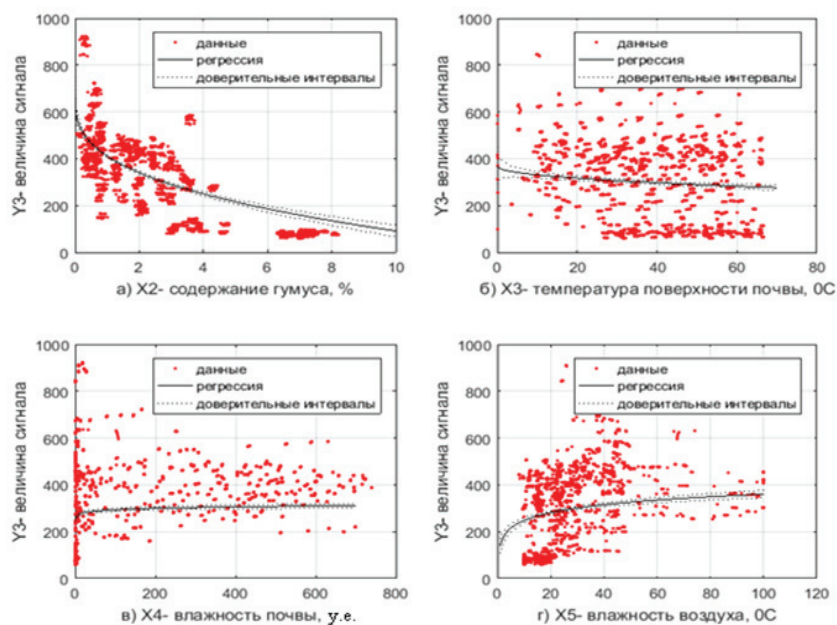 1000
800
600
400
200
0
Y3- величина сигнала
данные
регрессия
доверительные интервалы
0 2 4 6 8 10
а) X2- содержание гумуса, %
1000
800
600
400
200
0
Y3- величина сигнала
данные
регрессия
доверительные интервалы
0 20 40 60 80
б) X3- температура поверхности почвы, 0C
1000
800
600
400
200
0
Y3- величина сигнала
данные
регрессия
доверительные интервалы
0 200 400 600 800
в) X4- влажность почвы, у.е.
1000
800
600
400
200
0
Y3- величина сигнала
данные
регрессия
доверительные интервалы
0 20 40 60 80 100 120
г) X5- влажность воздуха, 0C